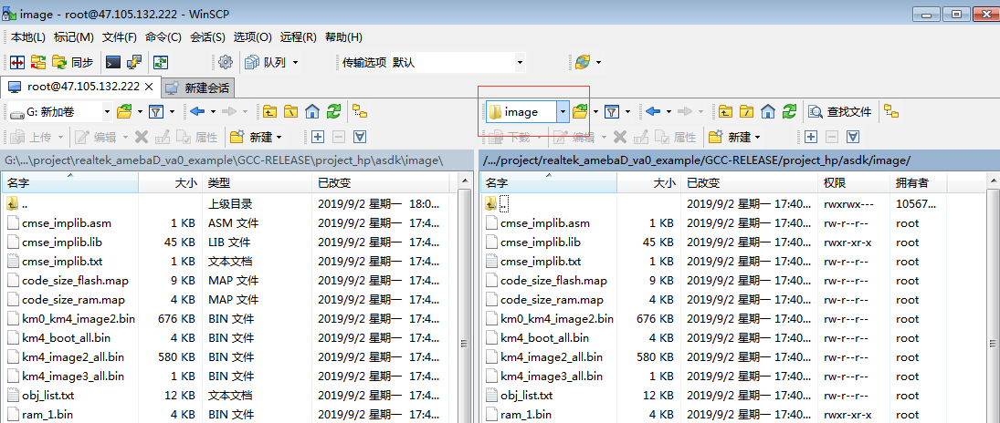 image - root@47.105.132.222 - WinSCP
本地(L) 标记(M) 文件(F) 命令(C) 会话(S) 选项(O) 远程(R) 帮助(H)
同步 队列 传输选项 默认
root@47.105.132.222 新建会话
G: 新加卷 image 查找文件
上传 编辑 属性 新建 下载 编辑 属性 新建
G:\...\project\realtek_amebaD_va0_example\GCC-RELEASE\project_hp\asdk\image\ /.../project/realtek_amebaD_va0_example/GCC-RELEASE/project_hp/asdk/image/
名字 大小 类型 已改变 名字 大小 已改变 权限 拥有者
.. 上级目录 2019/9/2 星期一 18:0... .. 2019/9/2 星期一 17:40... rwxrwx--- 10567...
cmse_implib.asm 1 KB ASM 文件 2019/9/2 星期一 17:4... cmse_implib.asm 1 KB 2019/9/2 星期一 17:40... rw-r--r-- root
cmse_implib.lib 45 KB LIB 文件 2019/9/2 星期一 17:4... cmse_implib.lib 45 KB 2019/9/2 星期一 17:40... rwxr-xr-x root
cmse_implib.txt 1 KB 文本文档 2019/9/2 星期一 17:4... cmse_implib.txt 1 KB 2019/9/2 星期一 17:40... rw-r--r-- root
code_size_flash.map 9 KB MAP 文件 2019/9/2 星期一 17:4... code_size_flash.map 9 KB 2019/9/2 星期一 17:40... rw-r--r-- root
code_size_ram.map 4 KB MAP 文件 2019/9/2 星期一 17:4... code_size_ram.map 4 KB 2019/9/2 星期一 17:40... rw-r--r-- root
km0_km4_image2.bin 676 KB BIN 文件 2019/9/2 星期一 17:4... km0_km4_image2.bin 676 KB 2019/9/2 星期一 17:40... rw-r--r-- root
km4_boot_all.bin 4 KB BIN 文件 2019/9/2 星期一 17:4... km4_boot_all.bin 4 KB 2019/9/2 星期一 17:40... rw-r--r-- root
km4_image2_all.bin 580 KB BIN 文件 2019/9/2 星期一 17:4... km4_image2_all.bin 580 KB 2019/9/2 星期一 17:40... rw-r--r-- root
km4_image3_all.bin 1 KB BIN 文件 2019/9/2 星期一 17:4... km4_image3_all.bin 1 KB 2019/9/2 星期一 17:40... rw-r--r-- root
obj_list.txt 12 KB 文本文档 2019/9/2 星期一 17:4... obj_list.txt 12 KB 2019/9/2 星期一 17:40... rw-r--r-- root
ram_1.bin 4 KB BIN 文件 2019/9/2 星期一 17:4... ram_1.bin 4 KB 2019/9/2 星期一 17:40... rwxr-xr-x root